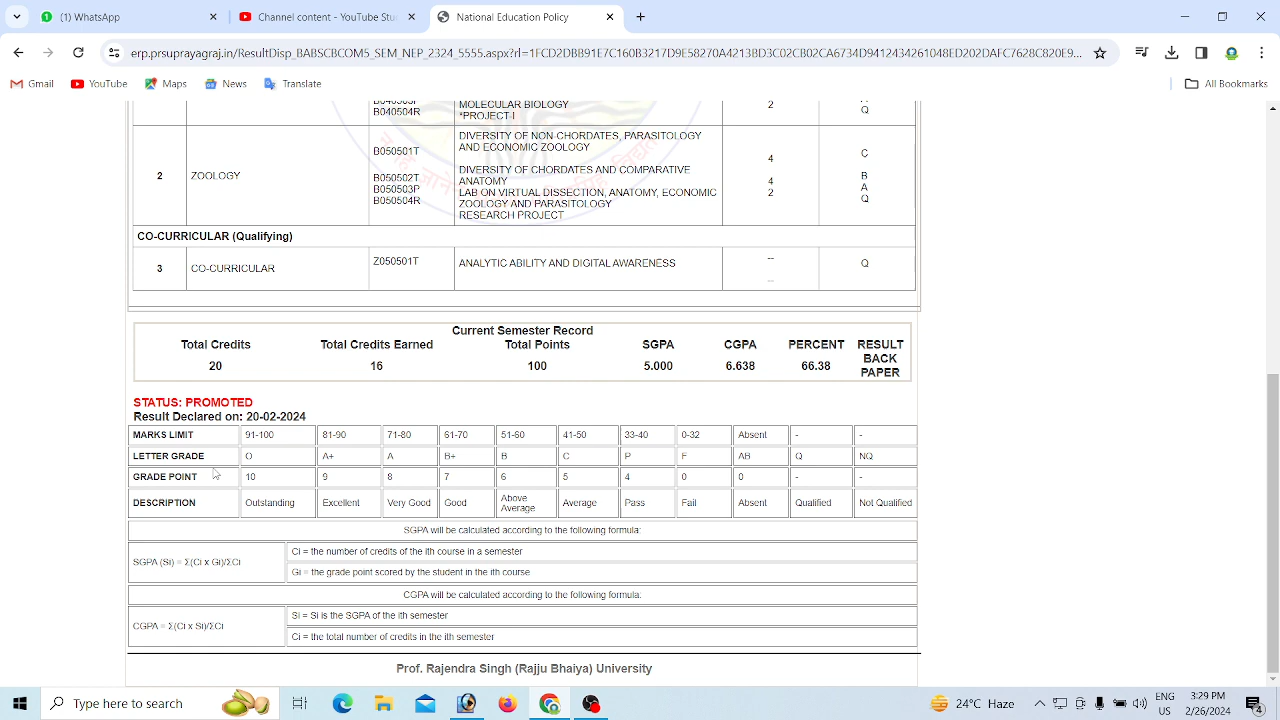 (1) WhatsApp
Channel content - YouTube Stu
National Education Policy
erp.prsuprayagraj.in/ResultDisp_BABSCBCOM5_SEM_NEP_2324_5555.aspx?I=1FCD2DBB91E7C160B3217D9E58270A4213BD3C02CB032A6734D9412434261048ED202DAFC7628C820E9...
Gmail
YouTube
Maps
News
Translate
All Bookmarks
MOLECULAR BIOLOGY 2
B040504R *PROJECT-I Q
2 ZOOLOGY
B050501T DIVERSITY OF NON-CHORDATES, PARASITOLOGY
AND ECONOMIC ZOOLOGY 4 C
B050502T DIVERSITY OF CHORDATES AND COMPARATIVE
ANATOMY 4 B
B050503P LAB ON VIRTUAL DISSECTION, ANATOMY, ECONOMIC
ZOOLOGY AND PARASITOLOGY 2 A
B050504R RESEARCH PROJECT Q
CO-CURRICULAR (Qualifying)
3 CO-CURRICULAR Z050501T ANALYTIC ABILITY AND DIGITAL AWARENESS -- Q
--
Current Semester Record
Total Credits Total Credits Earned Total Points SGPA CGPA PERCENT RESULT
20 16 100 5.000 6.638 66.38 BACK
PAPER
STATUS: PROMOTED
Result Declared on: 20-02-2024
MARKS LIMIT 91-100 81-90 71-80 61-70 51-60 41-50 33-40 0-32 Absent - -
LETTER GRADE O A+ A B+ B C P F AB Q NQ
GRADE POINT 10 9 8 7 6 5 4 0 0 - -
DESCRIPTION Outstanding Excellent Very Good Good Above Average Average Pass Fail Absent Qualified Not Qualified
SGPA will be calculated according to the following formula:
SGPA (Si) = Σ(Ci x Gi)/ΣCi
Ci = the number of credits of the ith course in a semester
Gi = the grade point scored by the student in the ith course
CGPA will be calculated according to the following formula:
CGPA = Σ(Ci x Si)/ΣCi
Si = Si is the SGPA of the ith semester
Ci = the total number of credits in the ith semester
Prof. Rajendra Singh (Rajju Bhaiya) University
Type here to search
24°C Haze
ENG
US
3:29 PM
2/26/2024
4